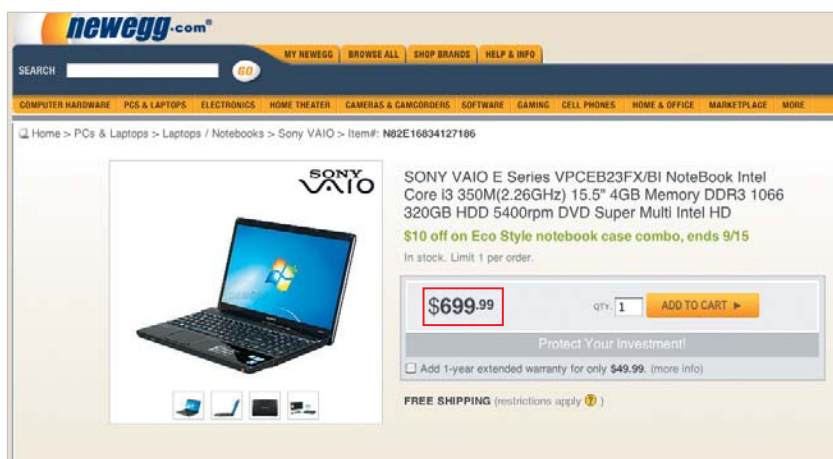 newegg.com®
MY NEWEGG BROWSE ALL SHOP BRANDS HELP & INFO
SEARCH GO
COMPUTER HARDWARE PCS & LAPTOPS ELECTRONICS HOME THEATER CAMERAS & CAMCORDERS SOFTWARE GAMING CELL PHONES HOME & OFFICE MARKETPLACE MORE
Home > PCs & Laptops > Laptops / Notebooks > Sony VAIO > Item#: N82E16834127186
SONY
VAIO
SONY VAIO E Series VPCEB23FX/BI NoteBook Intel
Core i3 350M(2.26GHz) 15.5" 4GB Memory DDR3 1066
320GB HDD 5400rpm DVD Super Multi Intel HD
$10 off on Eco Style notebook case combo, ends 9/15
In stock. Limit 1 per order.
$699.99 QTY. 1 ADD TO CART
Protect Your Investment!
Add 1-year extended warranty for only $49.99. (more info)
FREE SHIPPING (restrictions apply ? )